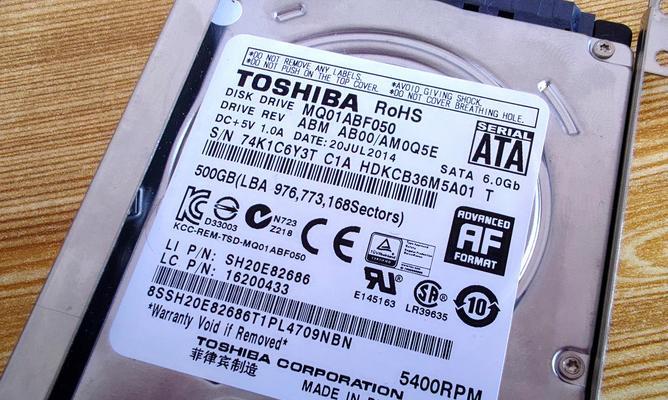 *DO NOT REMOVE ANY LABELS. *AVOID GIVING SHOCK.
*DO NOT PUSH ON THE TOP COVER. *DO NOT COVER BREATHING HOLE.
TOSHIBA RoHS
DISK DRIVE MQ01ABF050
DRIVE REV ABM AB00/AM0Q5E
DC+5V 1.0A DATE:20JUL2014
SERIAL
ATA
SATA 6.0Gb
S/N 74K1C6Y3T C1A HDKCB36M5A01 T
500GB(LBA 976,773,168Sectors)
D33003
N723
Z218
CE
ADVANCED
AF
FORMAT
KCC-REM-TSD-MQ01ABF050
LI P/N: SH20E82686
LC P/N: 16200433
E145163
LR39635
10
8SSH20E82686T1PL4709NBN
*Warranty Void if Removed*
TOSHIBA CORPORATION
5400RPM
菲律宾制造
MADE IN